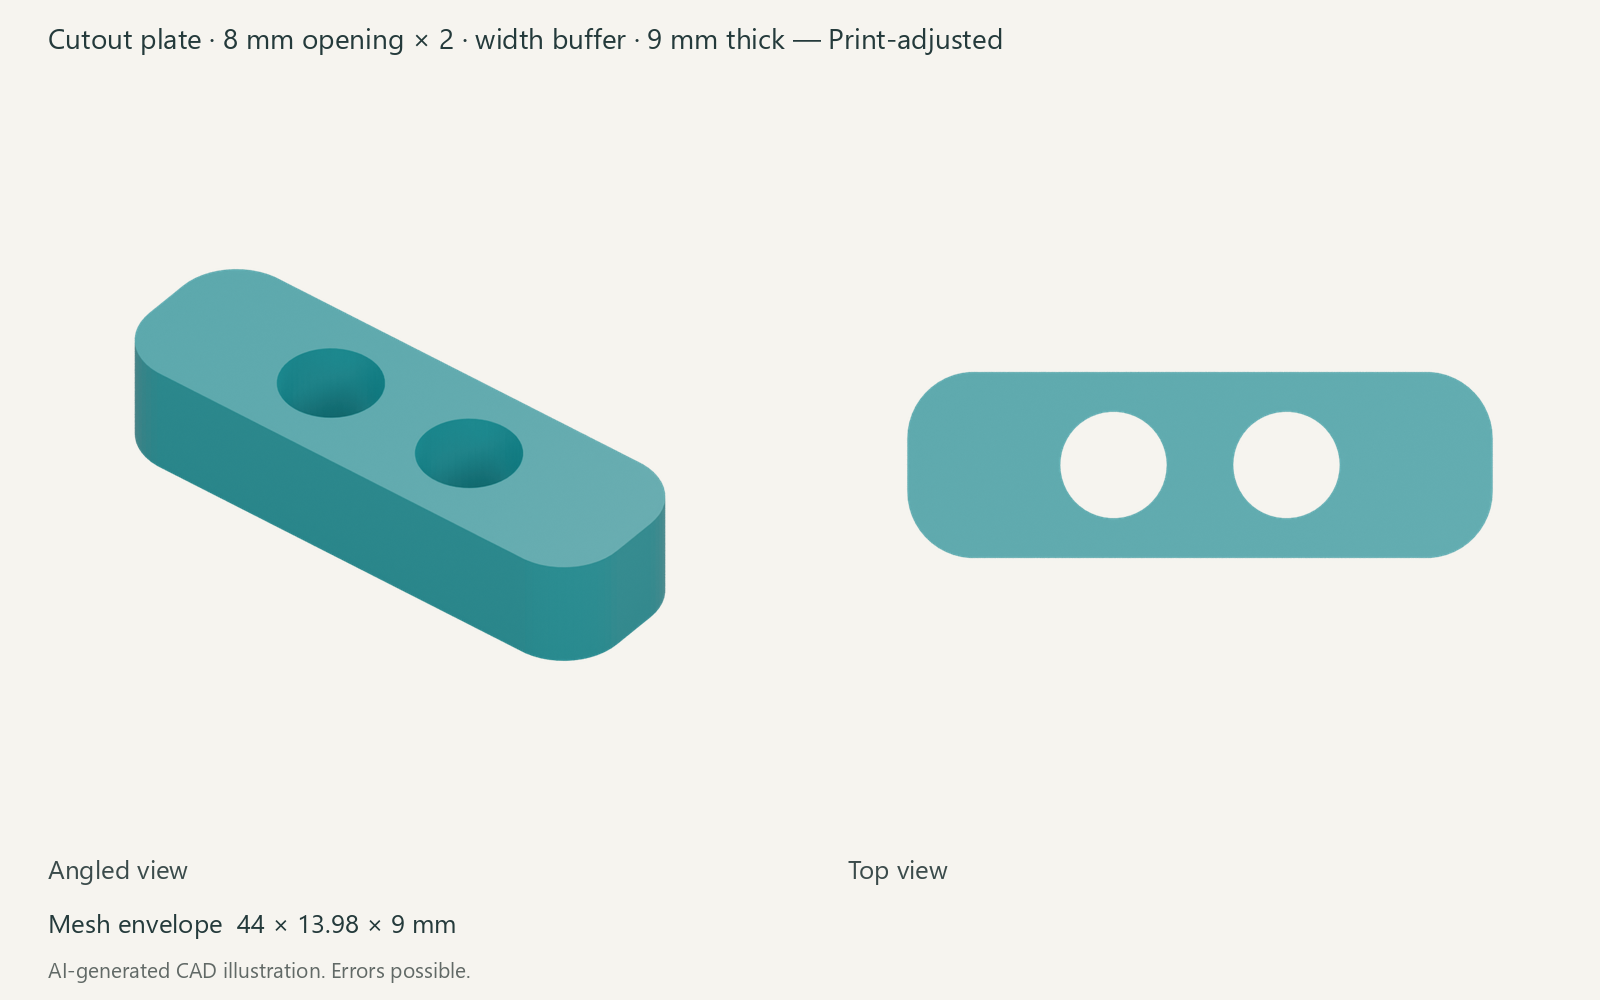 Cutout plate · 8 mm opening × 2 · width buffer · 9 mm thick — Print-adjusted
Angled view
Top view
Mesh envelope 44 × 13.98 × 9 mm
AI-generated CAD illustration. Errors possible.